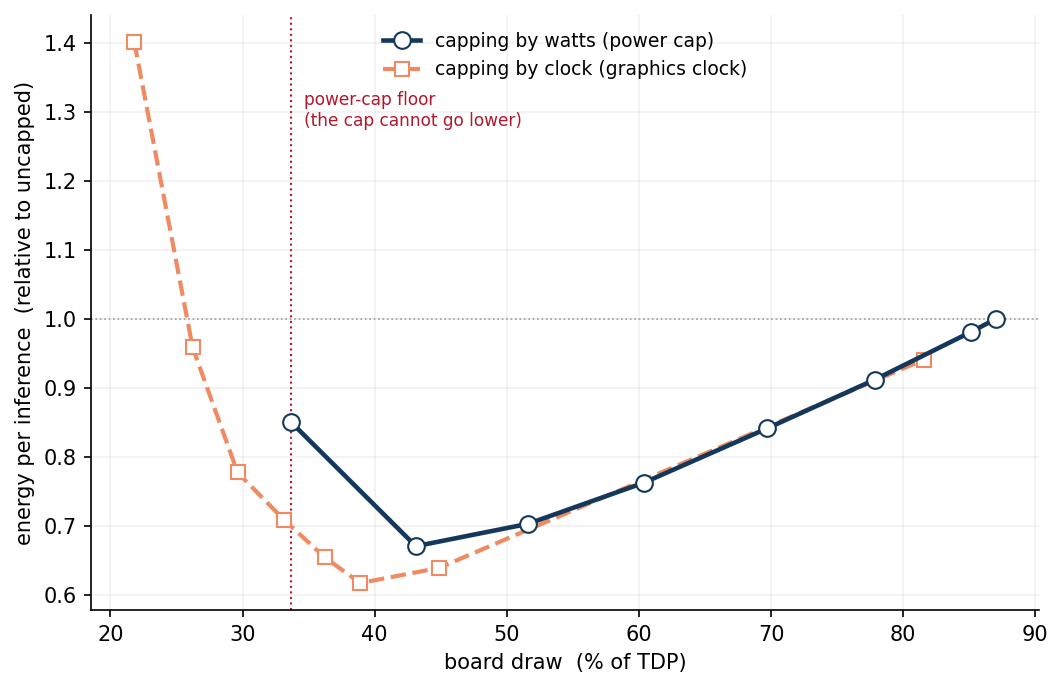 capping by watts (power cap)
capping by clock (graphics clock)
power-cap floor
(the cap cannot go lower)
energy per inference (relative to uncapped)
1.4
1.3
1.2
1.1
1.0
0.9
0.8
0.7
0.6
20 30 40 50 60 70 80 90
board draw (% of TDP)